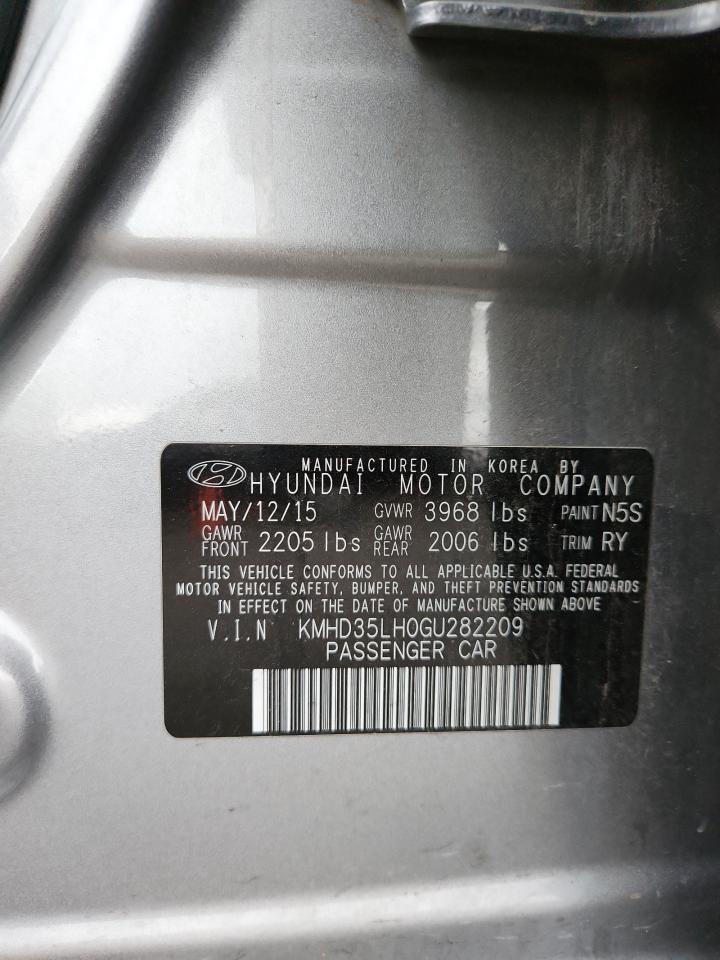 MANUFACTURED IN KOREA BY
HYUNDAI MOTOR COMPANY
MAY/12/15 GVWR 3968 lbs PAINT N5S
GAWR FRONT 2205 lbs GAWR REAR 2006 lbs TRIM RY
THIS VEHICLE CONFORMS TO ALL APPLICABLE U.S.A. FEDERAL
MOTOR VEHICLE SAFETY, BUMPER, AND THEFT PREVENTION STANDARDS
IN EFFECT ON THE DATE OF MANUFACTURE SHOWN ABOVE
V.I.N KMHD35LH0GU282209
PASSENGER CAR